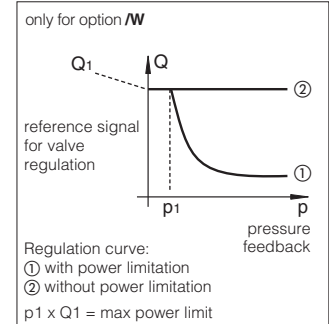 only for option /W
Q1
Q
②
reference signal
for valve
regulation
①
p1
p
pressure
feedback
Regulation curve:
① with power limitation
② without power limitation
p1 x Q1 = max power limit